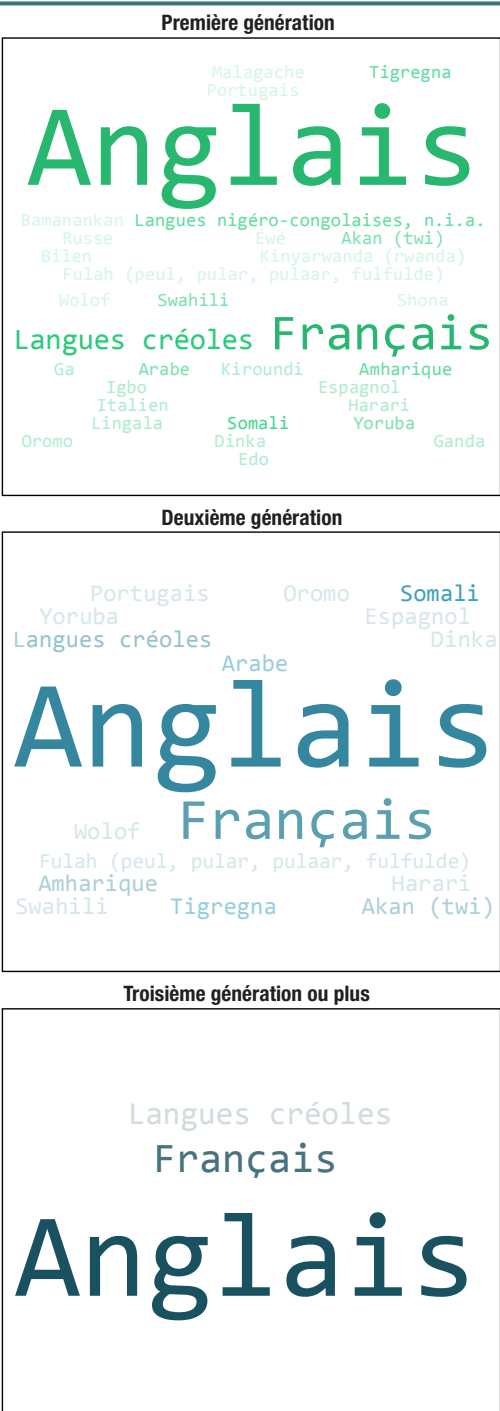 Première génération
Malagache Tigregna
Portugais
Anglais
Bamanankan Langues nigéro-congolaises, n.i.a.
Russe Éwé Akan (twi)
Bilen Kinyarwanda (rwanda)
Fulah (peul, pular, pulaar, fulfulde)
Wolof Swahili Shona
Langues créoles Français
Ga Arabe Kiroundi Amharique
Igbo Espagnol
Italien Harari
Lingala Somali Yoruba
Oromo Dinka Ganda
Edo
Deuxième génération
Portugais Oromo Somali
Yoruba Espagnol
Langues créoles Dinka
Arabe
Anglais
Wolof Français
Fulah (peul, pular, pulaar, fulfulde)
Amharique Harari
Swahili Tigregna Akan (twi)
Troisième génération ou plus
Langues créoles
Français
Anglais